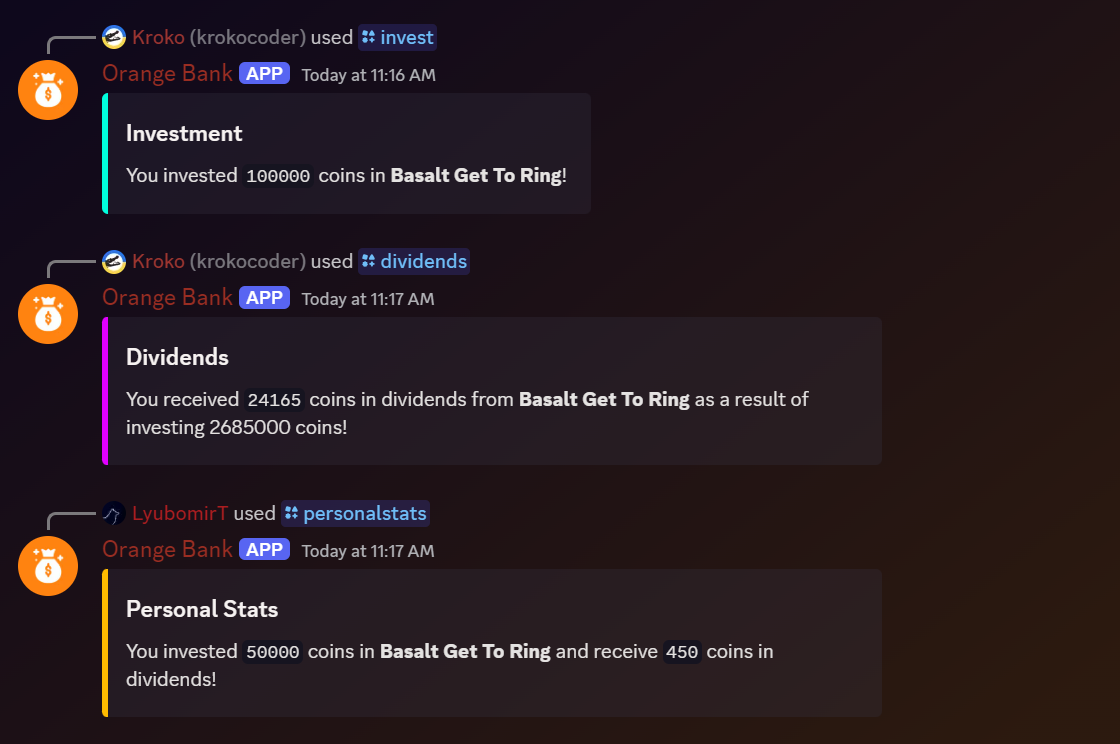 Kroko (krokocoder) used invest
Orange Bank APP Today at 11:16 AM
Investment
You invested 100000 coins in Basalt Get To Ring!
Kroko (krokocoder) used dividends
Orange Bank APP Today at 11:17 AM
Dividends
You received 24165 coins in dividends from Basalt Get To Ring as a result of
investing 2685000 coins!
LyubomirT used personalstats
Orange Bank APP Today at 11:17 AM
Personal Stats
You invested 50000 coins in Basalt Get To Ring and receive 450 coins in
dividends!